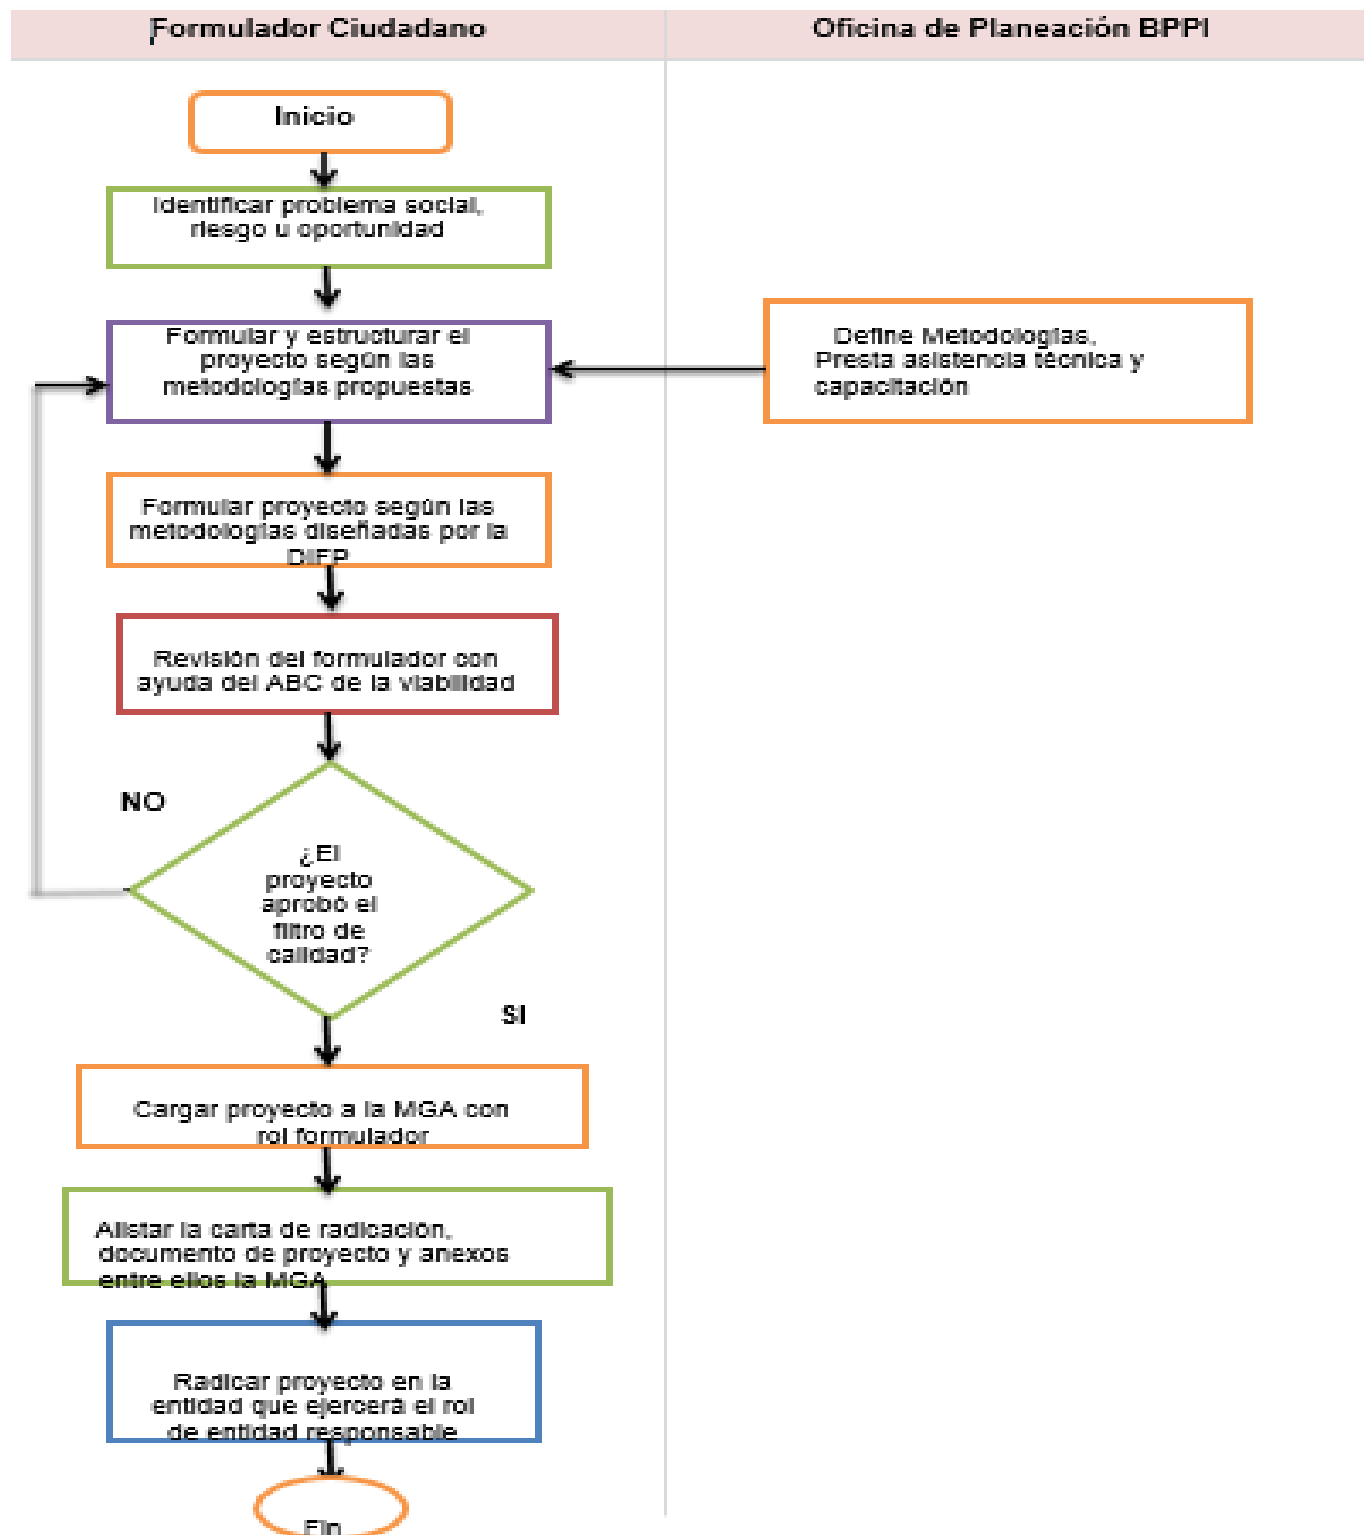 Formulador Ciudadano
Oficina de Planeación BPPI
Inicio
Identificar problema social,
riesgo u oportunidad
Formular y estructurar el
proyecto según las
metodologías propuestas
Define Metodologías,
Presta asistencia técnica y
capacitación
Formular proyecto según las
metodologías diseñadas por la
DIFP
Revisión del formulador con
ayuda del ABC de la viabilidad
NO
¿El
proyecto
aprobó el
filtro de
calidad?
SI
Cargar proyecto a la MGA con
rol formulador
Alistar la carta de radicación,
documento de proyecto y anexos
entre ellos la MGA
Radicar proyecto en la
entidad que ejercerá el rol
de entidad responsable
Fin